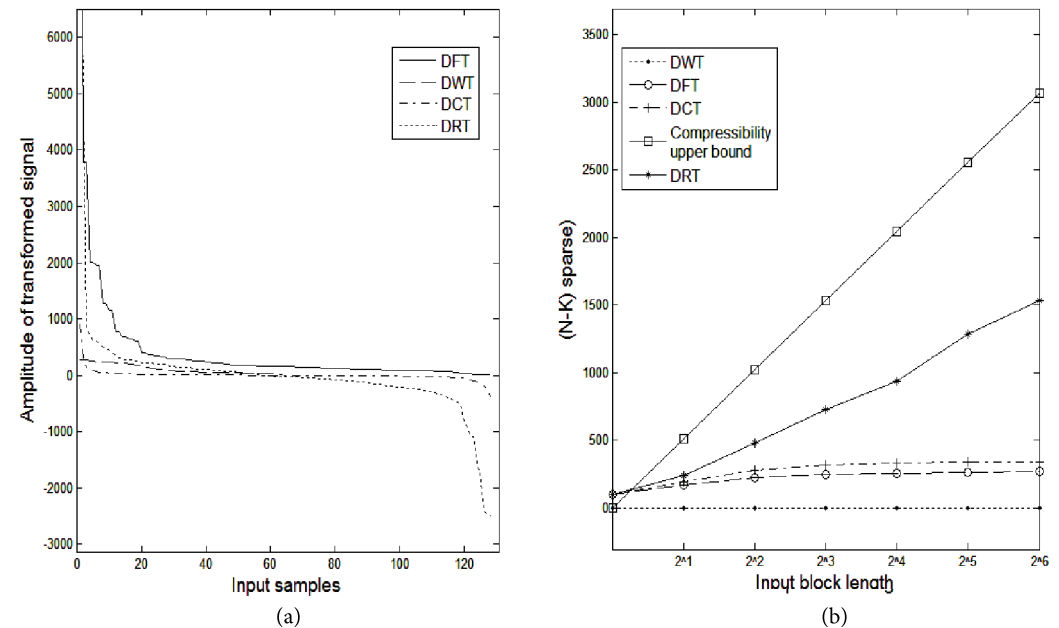 6000
5000
4000
3000
2000
1000
0
-1000
-2000
-3000
0
20
40
60
80
100
120
Amplitude of transformed signal
Input samples
DFT
DWT
DCT
DRT
(a)
3500
3000
2500
2000
1500
1000
500
0
2^1
2^2
2^3
2^4
2^5
2^6
(N-K) sparse)
Input block length
DWT
DFT
DCT
Compressibility
upper bound
DRT
(b)